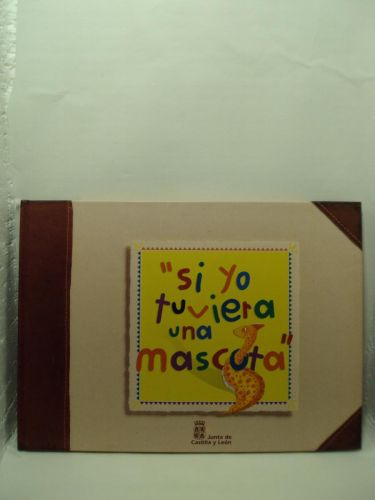 "si yo
tuviera
una
mascota"
Junta de
Castilla y León